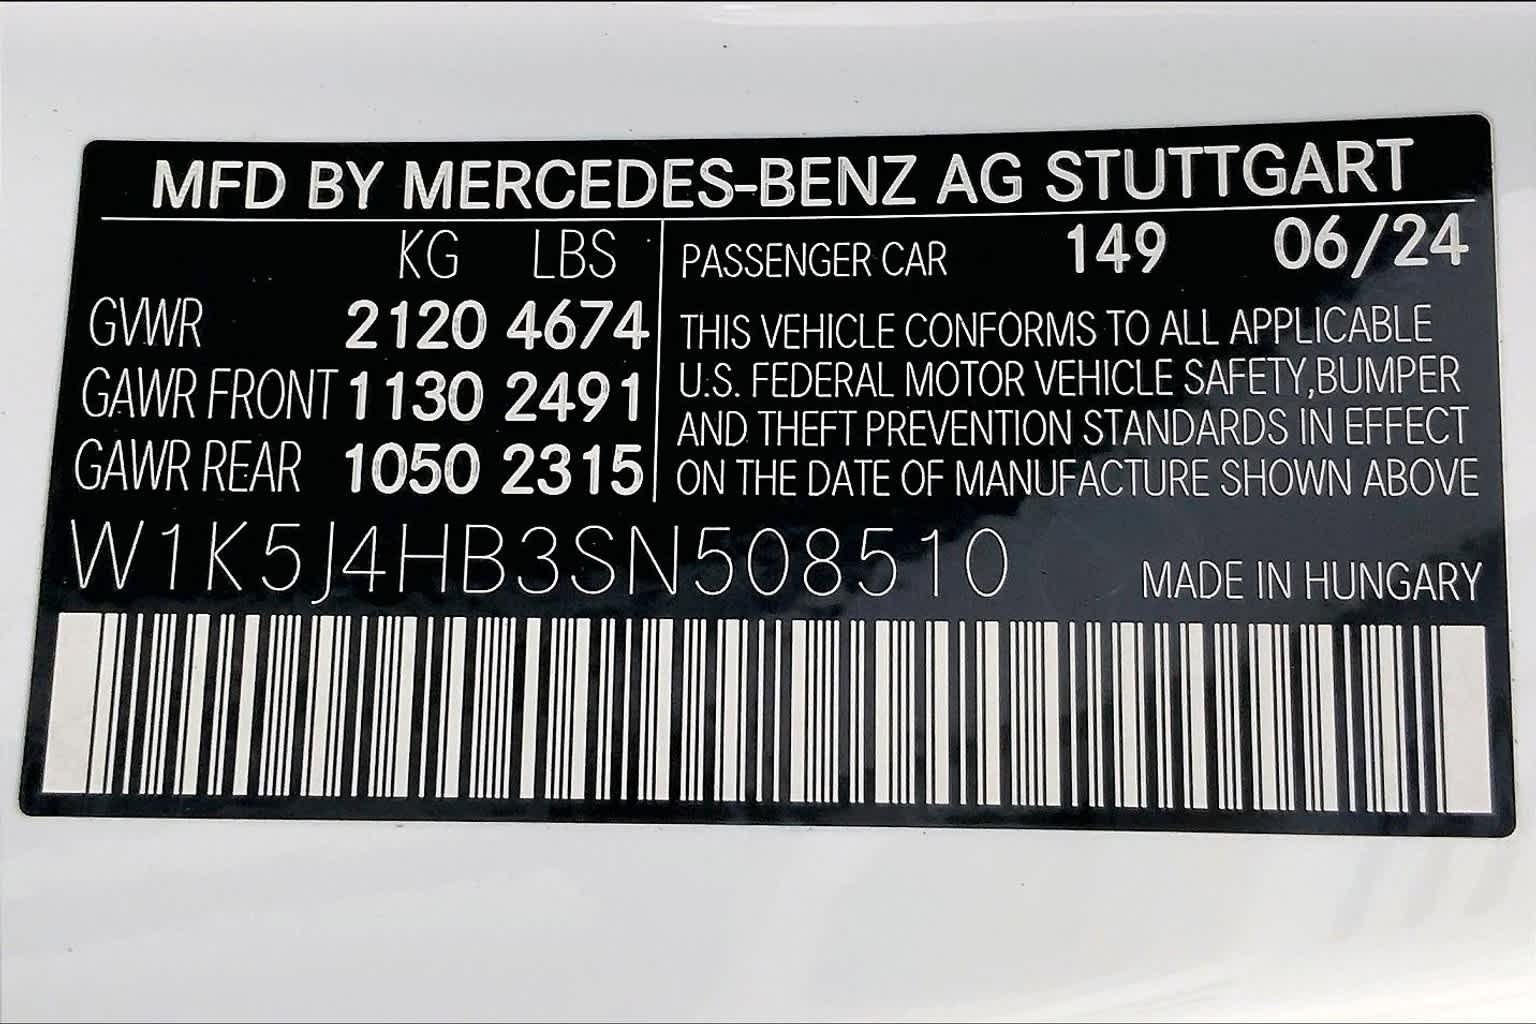 MFD BY MERCEDES-BENZ AG STUTTGART
KG LBS
GVWR 2120 4674
GAWR FRONT 1130 2491
GAWR REAR 1050 2315
PASSENGER CAR 149 06/24
THIS VEHICLE CONFORMS TO ALL APPLICABLE
U.S. FEDERAL MOTOR VEHICLE SAFETY,BUMPER
AND THEFT PREVENTION STANDARDS IN EFFECT
ON THE DATE OF MANUFACTURE SHOWN ABOVE
W1K5J4HB3SN508510
MADE IN HUNGARY